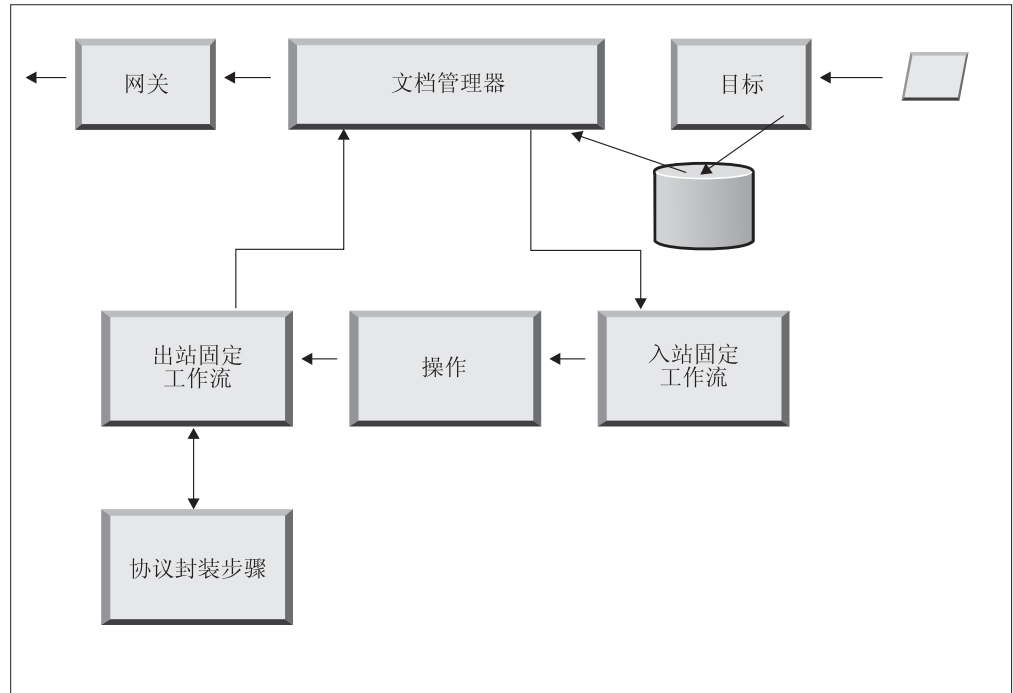 网关
文档管理器
目标
出站固定
工作流
操作
入站固定
工作流
协议封装步骤